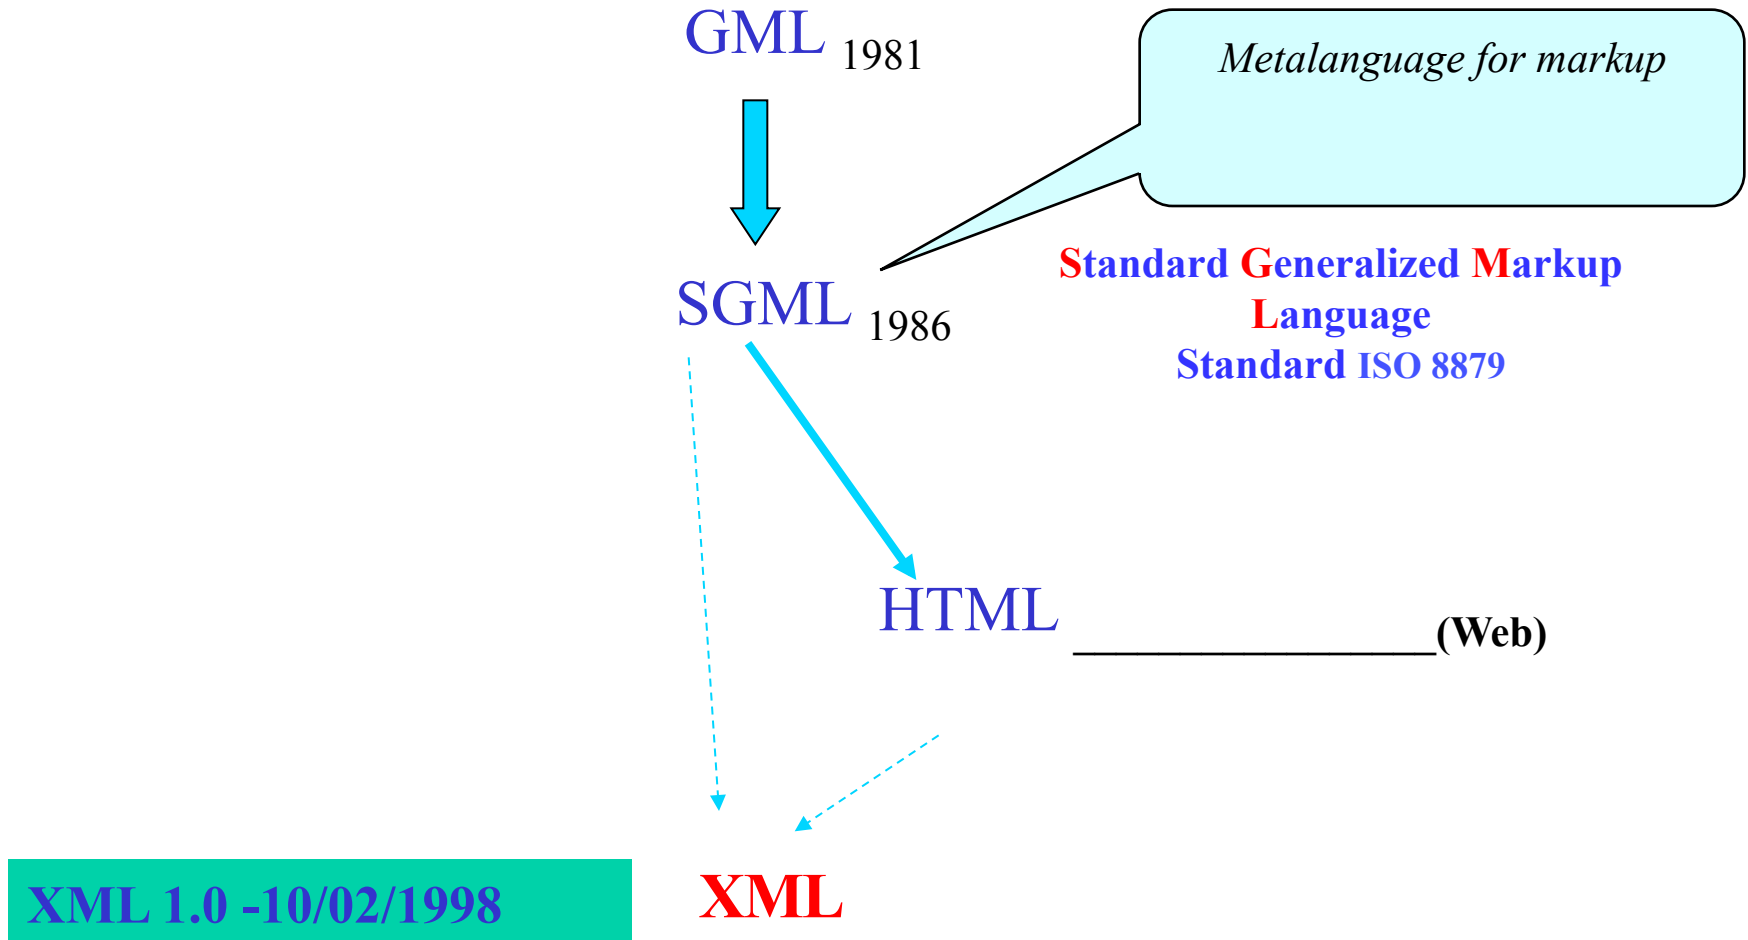 GML 1981
Metalanguage for markup
SGML 1986
Standard Generalized Markup
Language
Standard ISO 8879
HTML _________________(Web)
XML 1.0 -10/02/1998
XML